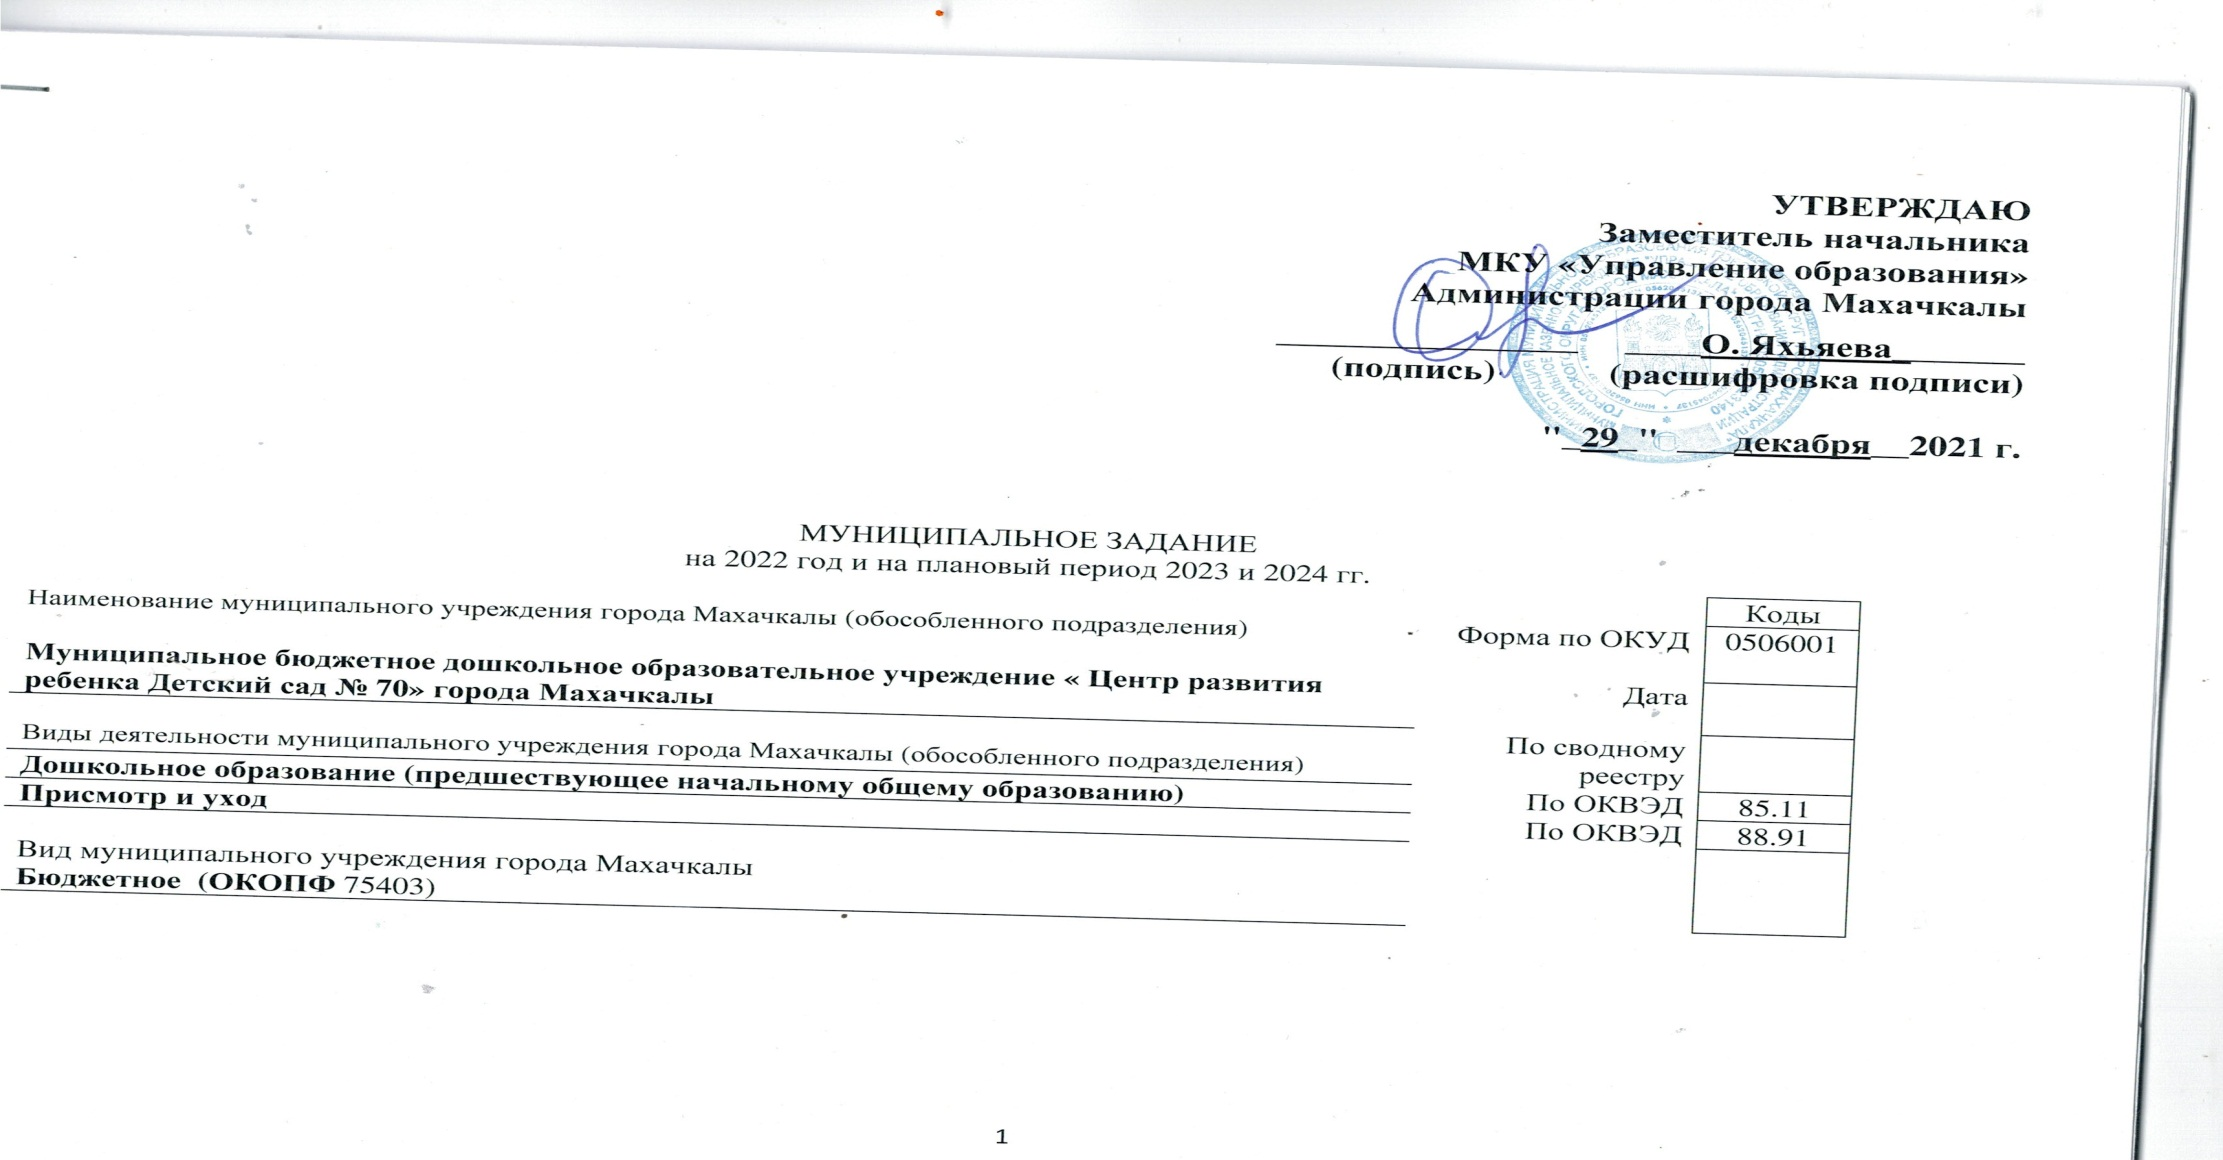 УТВЕРЖДАЮ
Заместитель начальника
МКУ «Управление образования»
Администрации города Махачкалы
О. Яхьяева
(подпись) (расшифровка подписи)
"_29_" ____декабря___2021 г.
МУНИЦИПАЛЬНОЕ ЗАДАНИЕ
на 2022 год и на плановый период 2023 и 2024 гг.
Наименование муниципального учреждения города Махачкалы (обособленного подразделения)
Муниципальное бюджетное дошкольное образовательное учреждение « Центр развития
ребенка Детский сад № 70» города Махачкалы
Виды деятельности муниципального учреждения города Махачкалы (обособленного подразделения)
Дошкольное образование (предшествующее начальному общему образованию)
Присмотр и уход
Вид муниципального учреждения города Махачкалы
Бюджетное (ОКОПФ 75403)
Коды
Форма по ОКУД 0506001
Дата
По сводному
реестру
По ОКВЭД 85.11
По ОКВЭД 88.91
1